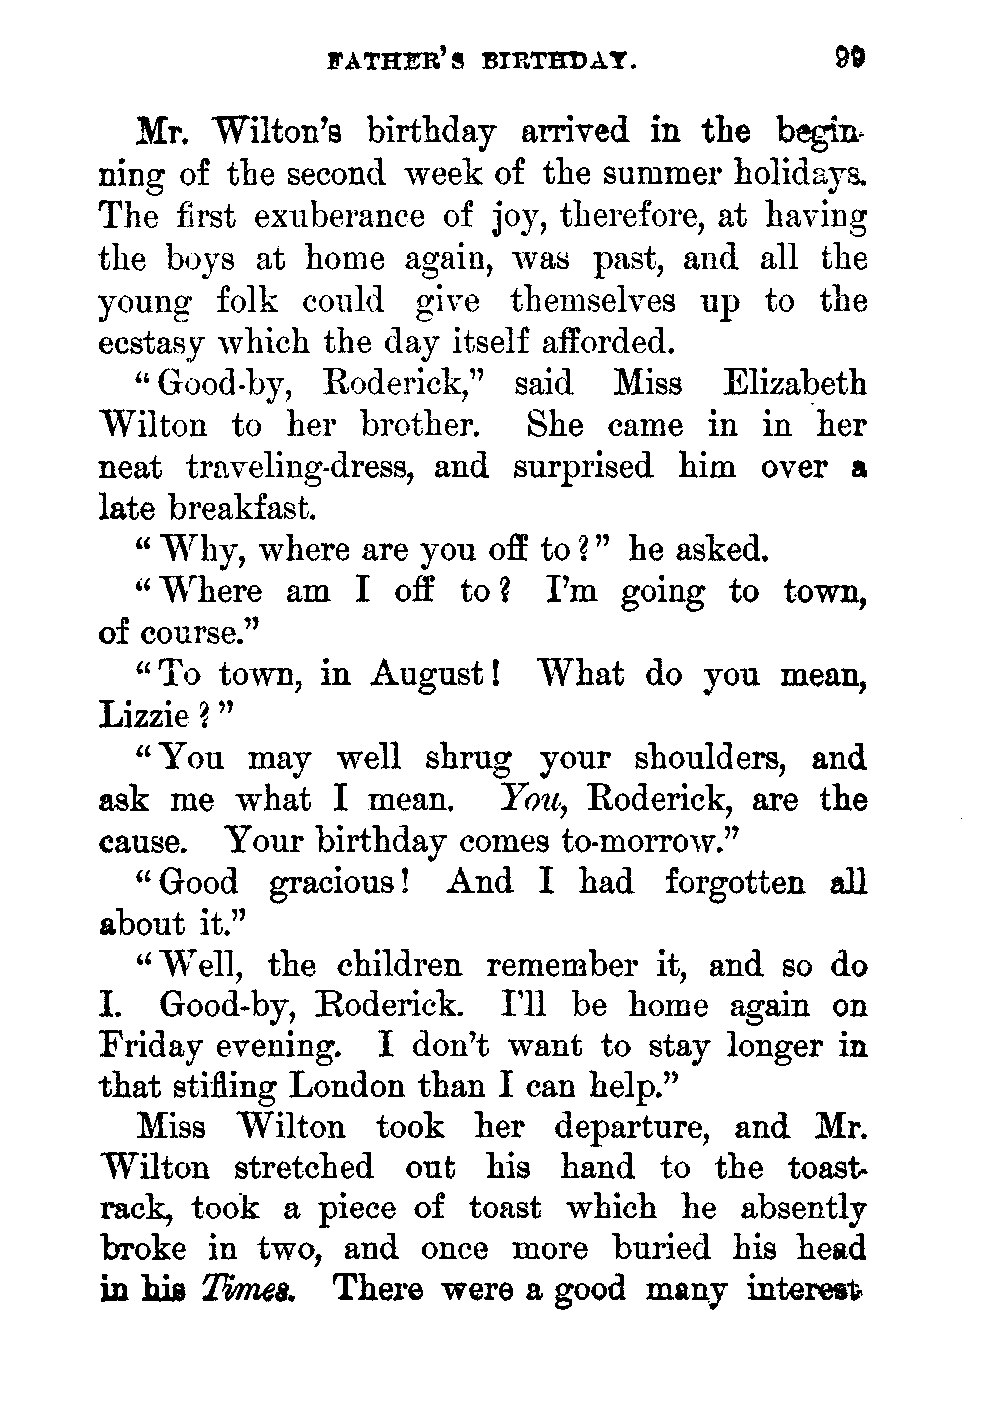 FATHER'S BIRTHDAY. 99
Mr. Wilton's birthday arrived in the begin-
ning of the second week of the summer holidays.
The first exuberance of joy, therefore, at having
the boys at home again, was past, and all the
young folk could give themselves up to the
ecstasy which the day itself afforded.
“Good-by, Roderick,” said Miss Elizabeth
Wilton to her brother. She came in in her
neat traveling-dress, and surprised him over a
late breakfast.
“Why, where are you off to?” he asked.
“Where am I off to? I'm going to town,
of course.”
“To town, in August! What do you mean,
Lizzie?”
“You may well shrug your shoulders, and
ask me what I mean. You, Roderick, are the
cause. Your birthday comes to-morrow.”
“Good gracious! And I had forgotten all
about it.”
“Well, the children remember it, and so do
I. Good-by, Roderick. I'll be home again on
Friday evening. I don't want to stay longer in
that stifling London than I can help.”
Miss Wilton took her departure, and Mr.
Wilton stretched out his hand to the toast-
rack, took a piece of toast which he absently
broke in two, and once more buried his head
in his Times. There were a good many interest-